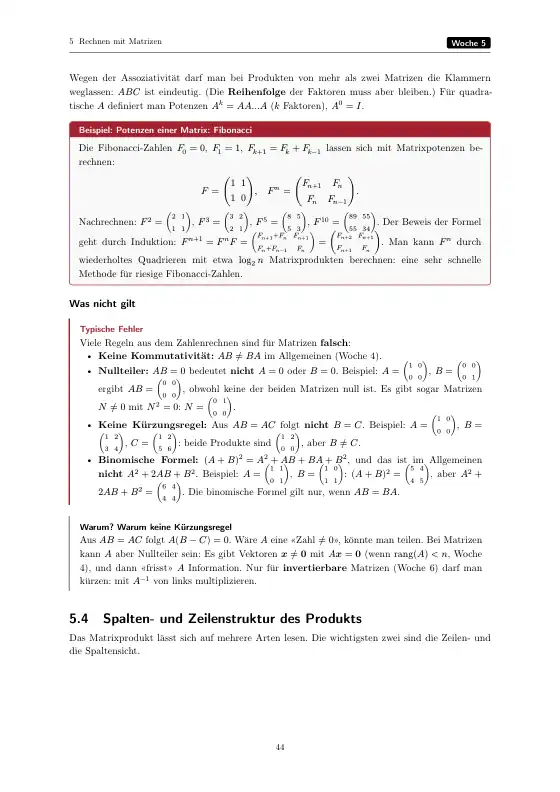 5 Rechnen mit Matrizen
Woche 5
Wegen der Assoziativität darf man bei Produkten von mehr als zwei Matrizen die Klammern
weglassen: ABC ist eindeutig. (Die Reihenfolge der Faktoren muss aber bleiben.) Für quadra-
tische A definiert man Potenzen A^k = AA...A (k Faktoren), A^0 = I.
Beispiel: Potenzen einer Matrix: Fibonacci
Die Fibonacci-Zahlen F_0 = 0, F_1 = 1, F_{k+1} = F_k + F_{k−1} lassen sich mit Matrixpotenzen be-
rechnen:
F = (1 1; 1 0), F^n = (F_{n+1} F_n; F_n F_{n−1}).
Nachrechnen: F^2 = (2 1; 1 1), F^3 = (3 2; 2 1), F^5 = (8 5; 5 3), F^10 = (89 55; 55 34). Der Beweis der Formel
geht durch Induktion: F^{n+1} = F^n F = (F_{n+1}+F_n F_{n+1}; F_n+F_{n−1} F_n) = (F_{n+2} F_{n+1}; F_{n+1} F_n). Man kann F^n durch
wiederholtes Quadrieren mit etwa log_2 n Matrixprodukten berechnen: eine sehr schnelle
Methode für riesige Fibonacci-Zahlen.
Was nicht gilt
Typische Fehler
Viele Regeln aus dem Zahlenrechnen sind für Matrizen falsch:
• Keine Kommutativität: AB ≠ BA im Allgemeinen (Woche 4).
• Nullteiler: AB = 0 bedeutet nicht A = 0 oder B = 0. Beispiel: A = (1 0; 0 0), B = (0 0; 0 1)
ergibt AB = (0 0; 0 0), obwohl keine der beiden Matrizen null ist. Es gibt sogar Matrizen
N ≠ 0 mit N^2 = 0: N = (0 1; 0 0).
• Keine Kürzungsregel: Aus AB = AC folgt nicht B = C. Beispiel: A = (1 0; 0 0), B =
(1 2; 3 4), C = (1 2; 5 6): beide Produkte sind (1 2; 0 0), aber B ≠ C.
• Binomische Formel: (A + B)^2 = A^2 + AB + BA + B^2, und das ist im Allgemeinen
nicht A^2 + 2AB + B^2. Beispiel: A = (1 1; 0 1), B = (1 0; 1 1): (A + B)^2 = (5 4; 4 5), aber A^2 +
2AB + B^2 = (6 4; 4 4). Die binomische Formel gilt nur, wenn AB = BA.
Warum? Warum keine Kürzungsregel
Aus AB = AC folgt A(B − C) = 0. Wäre A eine «Zahl ≠ 0», könnte man teilen. Bei Matrizen
kann A aber Nullteiler sein: Es gibt Vektoren x ≠ 0 mit Ax = 0 (wenn rang(A) < n, Woche
4), und dann «frisst» A Information. Nur für invertierbare Matrizen (Woche 6) darf man
kürzen: mit A^{−1} von links multiplizieren.
5.4 Spalten- und Zeilenstruktur des Produkts
Das Matrixprodukt lässt sich auf mehrere Arten lesen. Die wichtigsten zwei sind die Zeilen- und
die Spaltensicht.
44